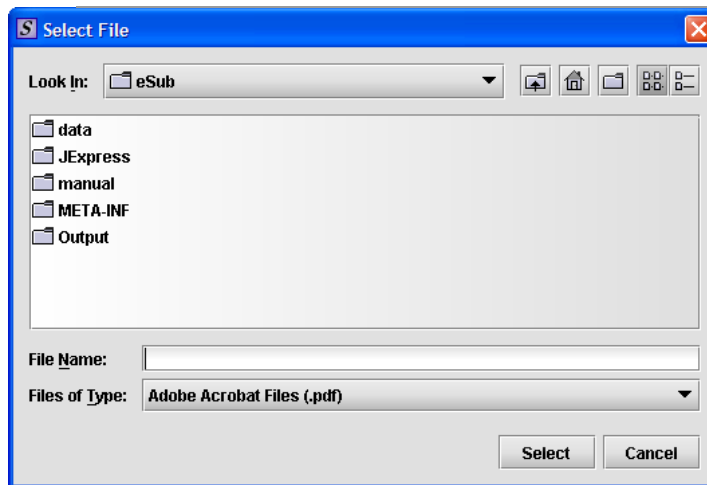 S Select File
Look In: eSub
data
JExpress
manual
META-INF
Output
File Name:
Files of Type: Adobe Acrobat Files (.pdf)
Select Cancel